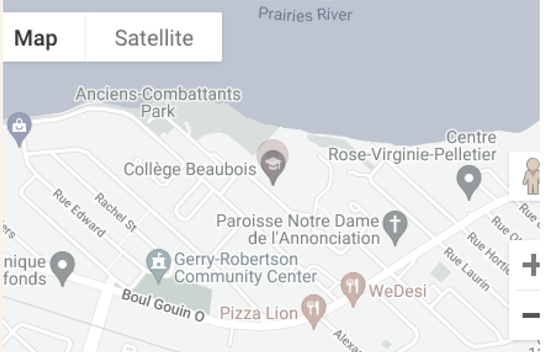 Prairies River
Map
Satellite
Anciens-Combattants
Park
Centre
Rose-Virginie-Pelletier
Collège Beaubois
Rue Edward
Rachel St
Paroisse Notre Dame
de l'Annonciation
Rue Laurin
nique
fonds
Gerry-Robertson
Community Center
Boul Gouin O
WeDesi
Pizza Lion